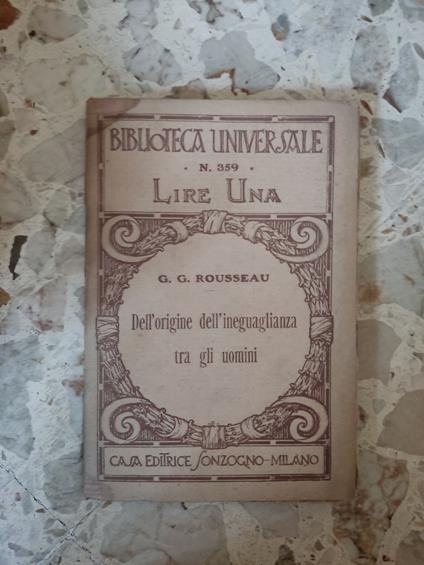 BIBLIOTECA UNIVERSALE
• N. 359 •
LIRE UNA
G. G. ROUSSEAU
Dell'origine dell'ineguaglianza
tra gli uomini
CASA EDITRICE SONZOGNO-MILANO